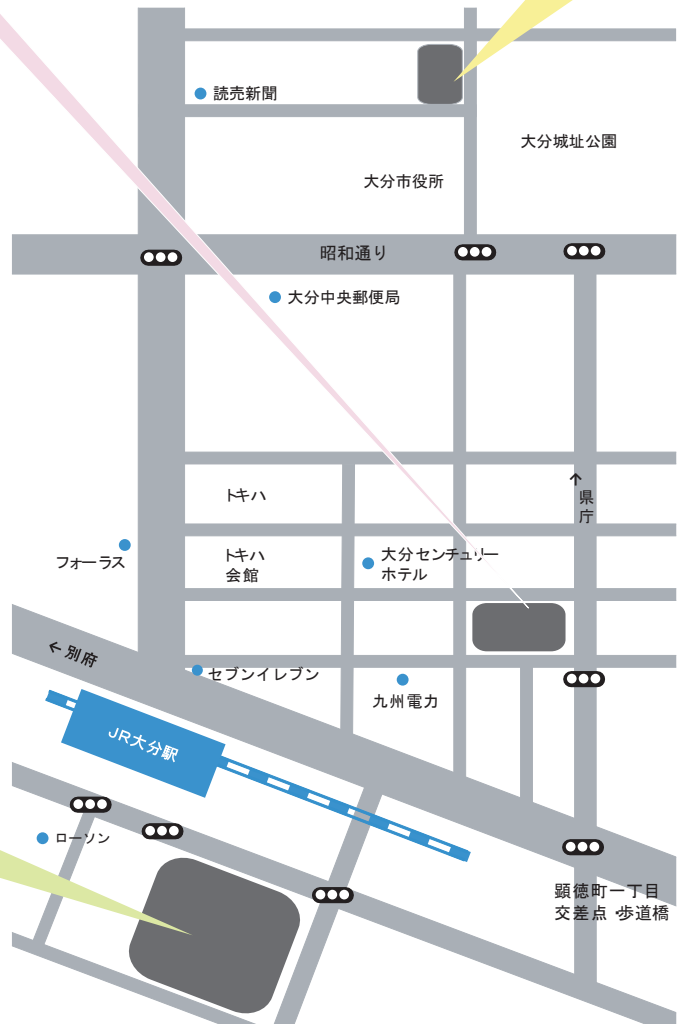 読売新聞
大分城址公園
大分市役所
昭和通り
大分中央郵便局
トキハ
↑
県
庁
トキハ
会館
大分センチュリー
ホテル
フォーラス
←別府
セブンイレブン
九州電力
JR大分駅
ローソン
顕徳町一丁目
交差点・歩道橋